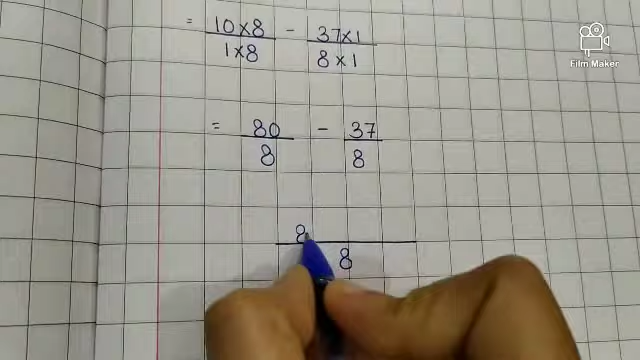 = 10×8/1×8 - 37×1/8×1
Film Maker
= 80/8 - 37/8
8/8